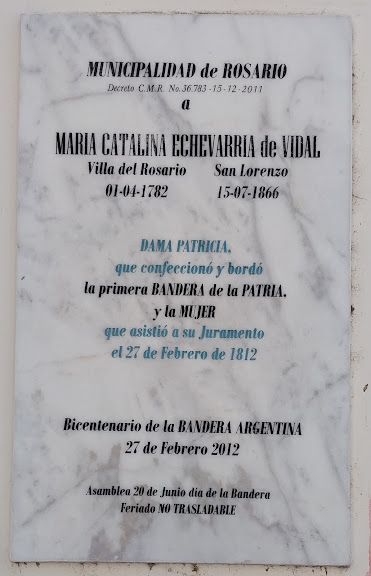 MUNICIPALIDAD de ROSARIO
Decreto C.M.R. No.36.783-15-12-2011
a
MARIA CATALINA ECHEVARRIA de VIDAL
Villa del Rosario San Lorenzo
01-04-1782 15-07-1866
DAMA PATRICIA,
que confeccionó y bordó
la primera BANDERA de la PATRIA,
y la MUJER
que asistió a su Juramento
el 27 de Febrero de 1812
Bicentenario de la BANDERA ARGENTINA
27 de Febrero 2012
Asamblea 20 de Junio día de la Bandera
Feriado NO TRASLADABLE